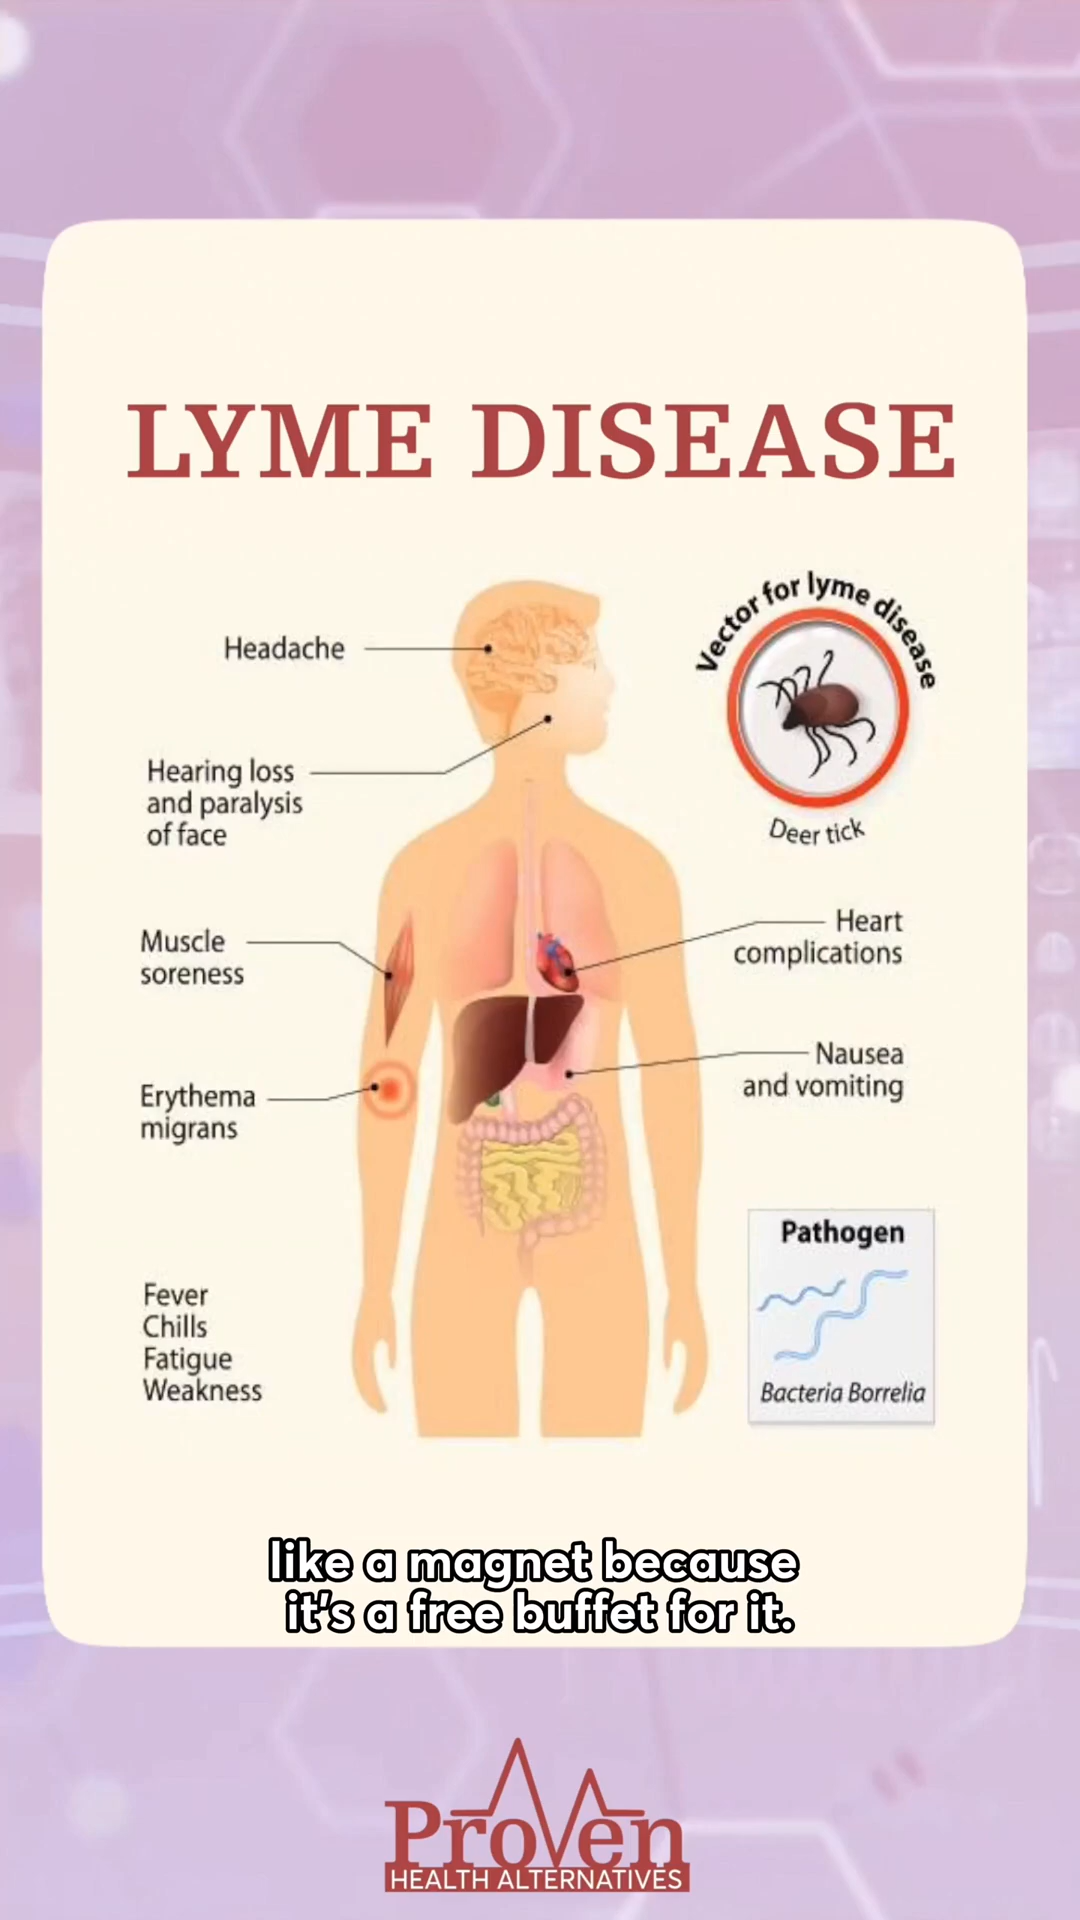 LYME DISEASE
Vector for lyme disease
Headache
Deer tick
Hearing loss
and paralysis
of face
Heart
complications
Muscle
soreness
Nausea
and vomiting
Erythema
migrans
Pathogen
Bacteria Borrelia
Fever
Chills
Fatigue
Weakness
like a magnet because
it's a free buffet for it.
Proven
HEALTH ALTERNATIVES